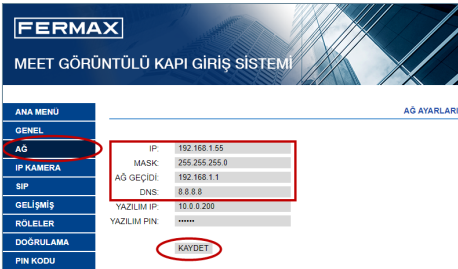 FERMAX
MEET GÖRÜNTÜLÜ KAPI GİRİŞ SİSTEMİ
ANA MENÜ
AĞ AYARLARI
GENEL
AĞ
IP KAMERA
SIP
GELİŞMİŞ
RÖLELER
DOĞRULAMA
PIN KODU
IP: 192.168.1.55
MASK: 255.255.255.0
AĞ GEÇİDİ: 192.168.1.1
DNS: 8.8.8.8
YAZILIM IP: 10.0.0.200
YAZILIM PIN: ••••••
KAYDET